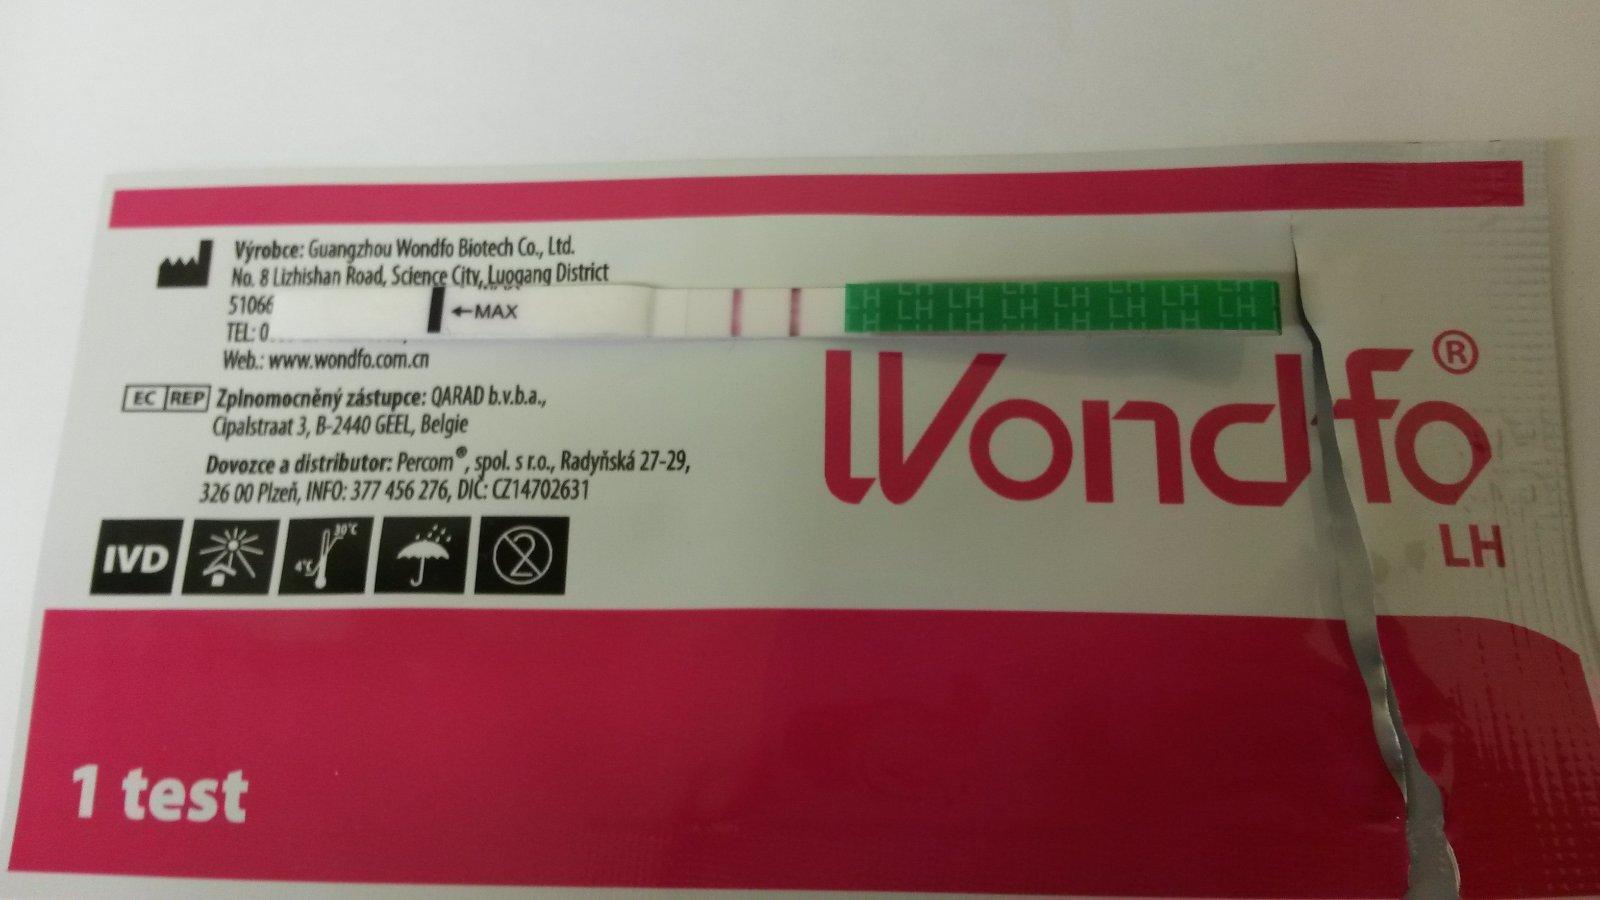 Výrobce: Guangzhou Wondfo Biotech Co., Ltd.
No. 8 Lizhishan Road, Science City, Luogang District
51066
←MAX
LH LH LH LH LH LH LH
TEL: 0
Web.: www.wondfo.com.cn
EC REP Zplnomocněný zástupce: QARAD b.v.b.a.,
Cipalstraat 3, B-2440 GEEL, Belgie
Dovozce a distributor: Percom®, spol. s r.o., Radyňská 27-29,
326 00 Plzeň, INFO: 377 456 276, DIČ: CZ14702631
Wondfo®
LH
IVD
4°C 30°C
2
1 test